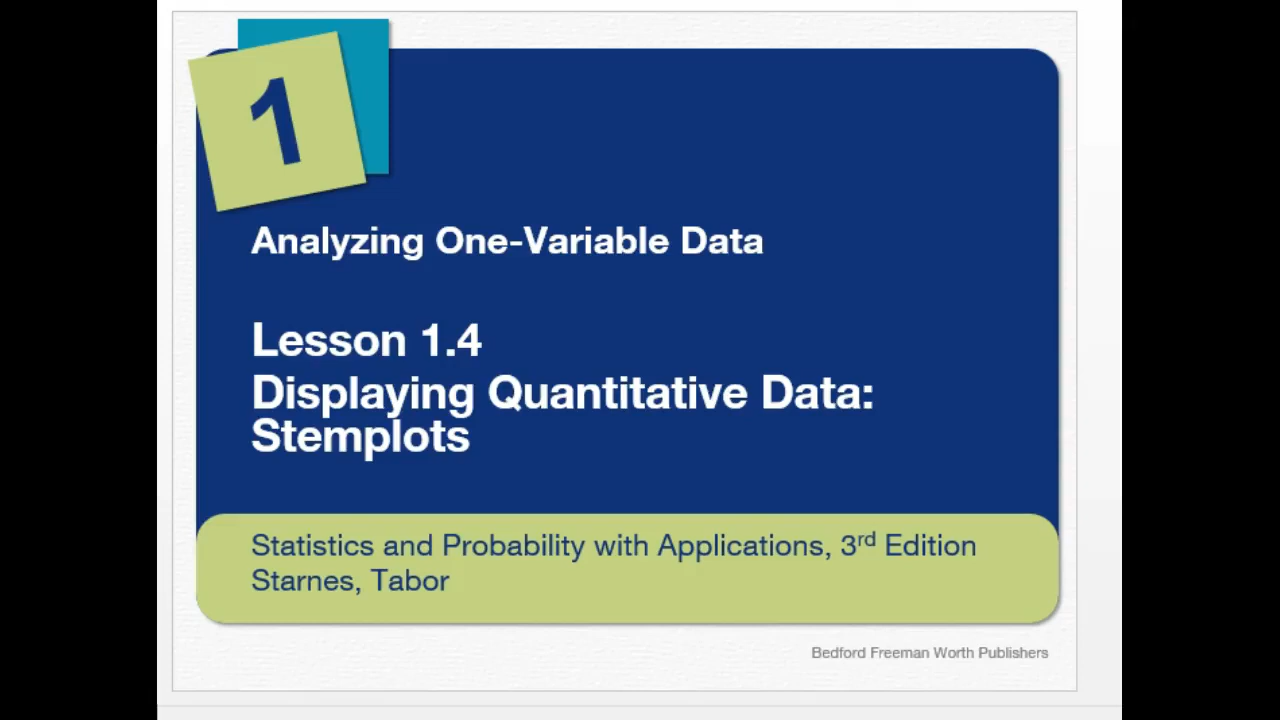 1
Analyzing One-Variable Data
Lesson 1.4
Displaying Quantitative Data:
Stemplots
Statistics and Probability with Applications, 3rd Edition
Starnes, Tabor
Bedford Freeman Worth Publishers